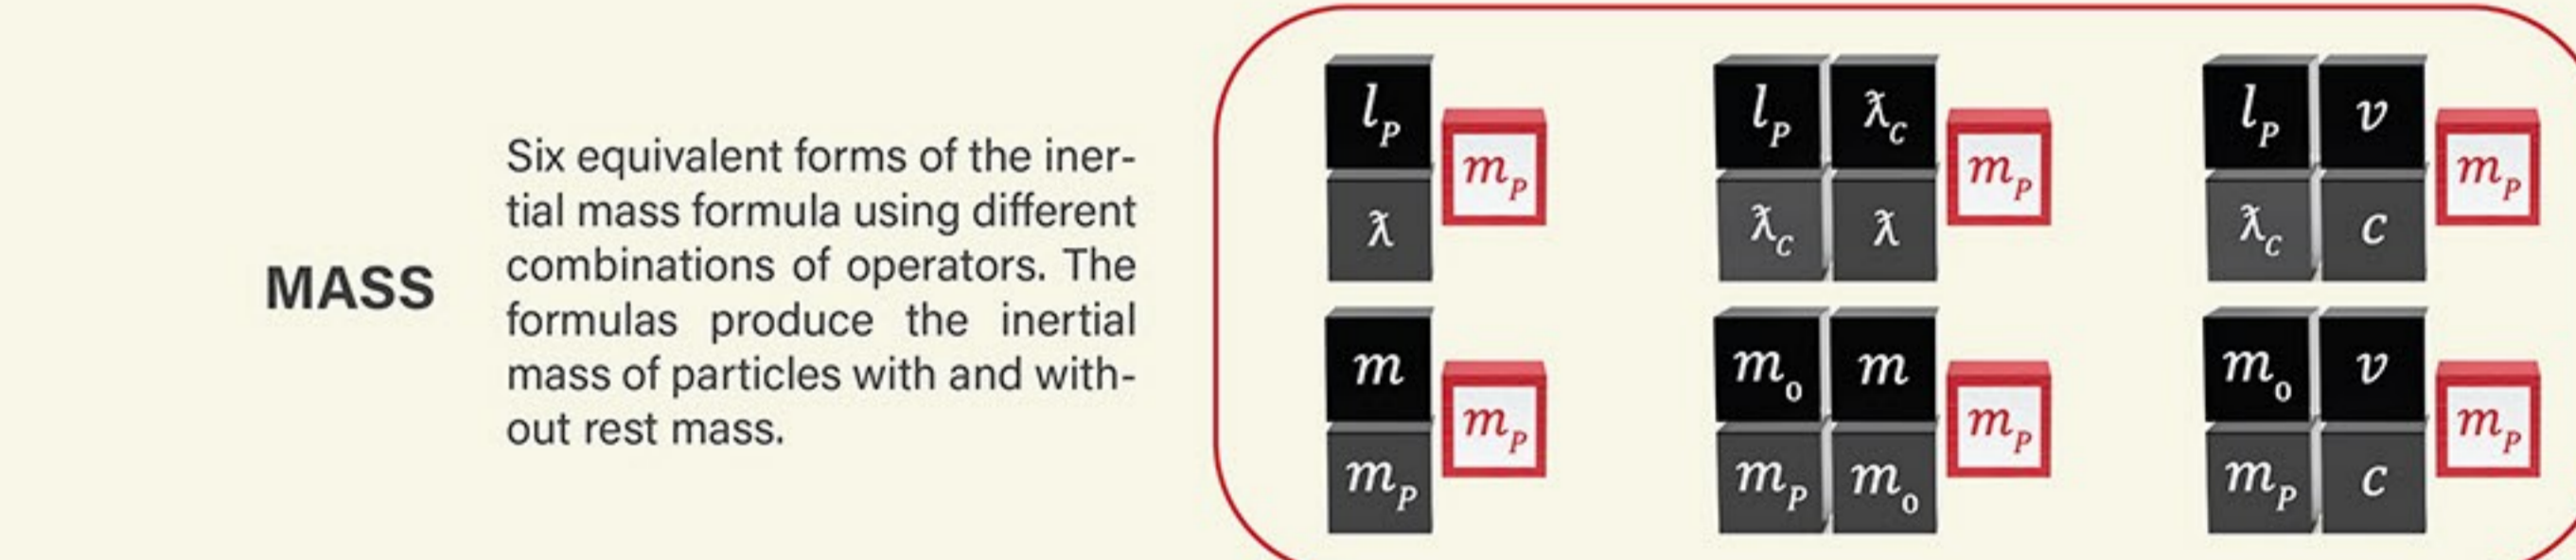 MASS
Six equivalent forms of the iner-
tial mass formula using different
combinations of operators. The
formulas produce the inertial
mass of particles with and with-
out rest mass.
l_P m_P
ƛ
l_P ƛ_C m_P
ƛ_C ƛ
l_P v m_P
ƛ_C c
m m_P
m_P
m_0 m m_P
m_P m_0
m_0 v m_P
m_P c